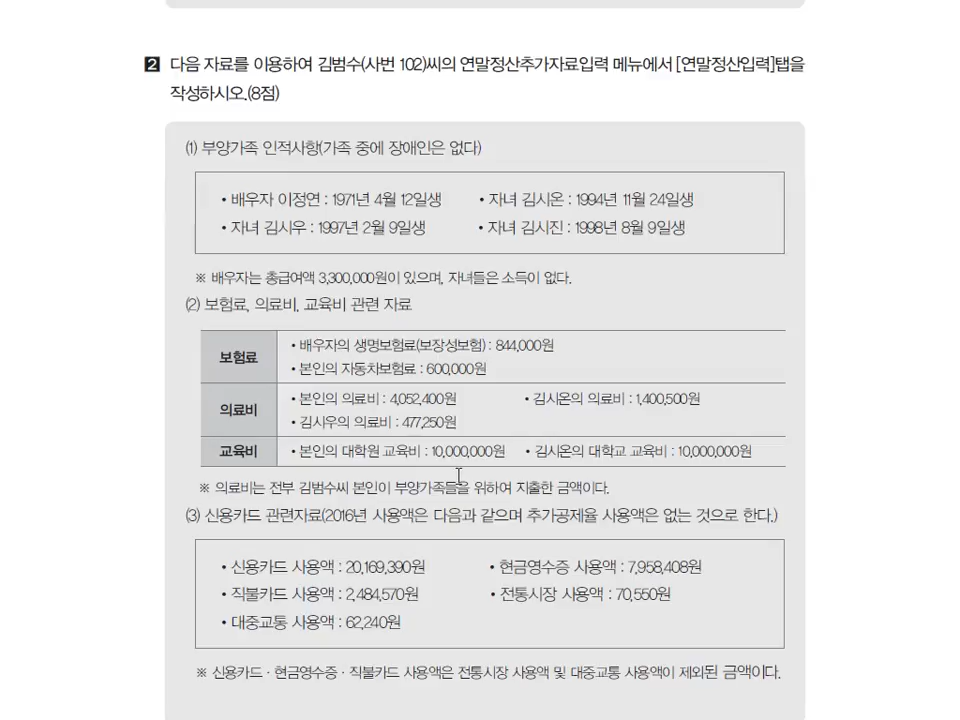 2 다음 자료를 이용하여 김범수(사번 102)씨의 연말정산추가자료입력 메뉴에서 [연말정산입력]탭을
작성하시오.(8점)
(1) 부양가족 인적사항(가족 중에 장애인은 없다)
• 배우자 이정연 : 1971년 4월 12일생 • 자녀 김시온 : 1994년 11월 24일생
• 자녀 김시우 : 1997년 2월 9일생 • 자녀 김시진 : 1998년 8월 9일생
※ 배우자는 총급여액 3,300,000원이 있으며, 자녀들은 소득이 없다.
(2) 보험료, 의료비, 교육비 관련 자료
보험료
• 배우자의 생명보험료(보장성보험) : 844,000원
• 본인의 자동차보험료 : 600,000원
의료비
• 본인의 의료비 : 4,052,400원 • 김시온의 의료비 : 1,400,500원
• 김시우의 의료비 : 477,250원
교육비 • 본인의 대학원 교육비 : 10,000,000원 • 김시온의 대학교 교육비 : 10,000,000원
※ 의료비는 전부 김범수씨 본인이 부양가족들을 위하여 지출한 금액이다.
(3) 신용카드 관련자료(2016년 사용액은 다음과 같으며 추가공제율 사용액은 없는 것으로 한다.)
• 신용카드 사용액 : 20,169,390원 • 현금영수증 사용액 : 7,958,408원
• 직불카드 사용액 : 2,484,570원 • 전통시장 사용액 : 70,550원
• 대중교통 사용액 : 62,240원
※ 신용카드 · 현금영수증 · 직불카드 사용액은 전통시장 사용액 및 대중교통 사용액이 제외된 금액이다.